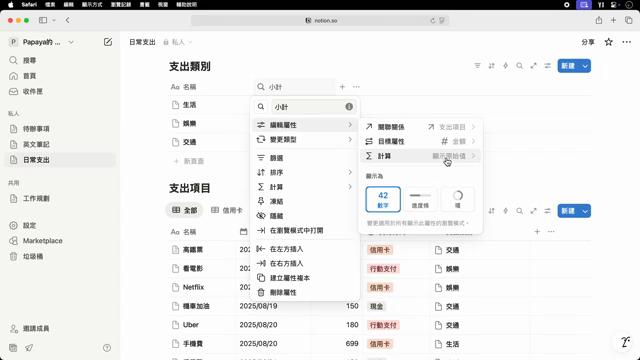 Safari 檔案 編輯 顯示方式 瀏覽記錄 書籤 視窗 輔助說明
notion.so
P Papaya的
日常支出 私人
分享
搜尋
首頁
收件匣
私人
待辦事項
英文筆記
日常支出
共用
工作規劃
設定
Marketplace
垃圾桶
邀請成員
支出類別
新建
Aa 名稱
小計
生活
娛樂
交通
新頁面
小計
編輯屬性
變更類型
篩選
排序
計算
凍結
隱藏
在瀏覽模式中打開
在左方插入
在右方插入
建立屬性複本
刪除屬性
關聯關係 支出項目
目標屬性 # 金額
計算 顯示原始值
顯示為
42
數字
進度條
環
變更適用於所有顯示此屬性的瀏覽模式。
支出項目
全部
信用卡
新建
Aa 名稱
高鐵票 信用卡 交通
看電影 行動支付 娛樂
Netflix 信用卡 娛樂
機車加油 2025/08/19 150 現金 交通
Uber 2025/08/20 180 行動支付 交通
手機費 2025/08/20 699 信用卡 生活